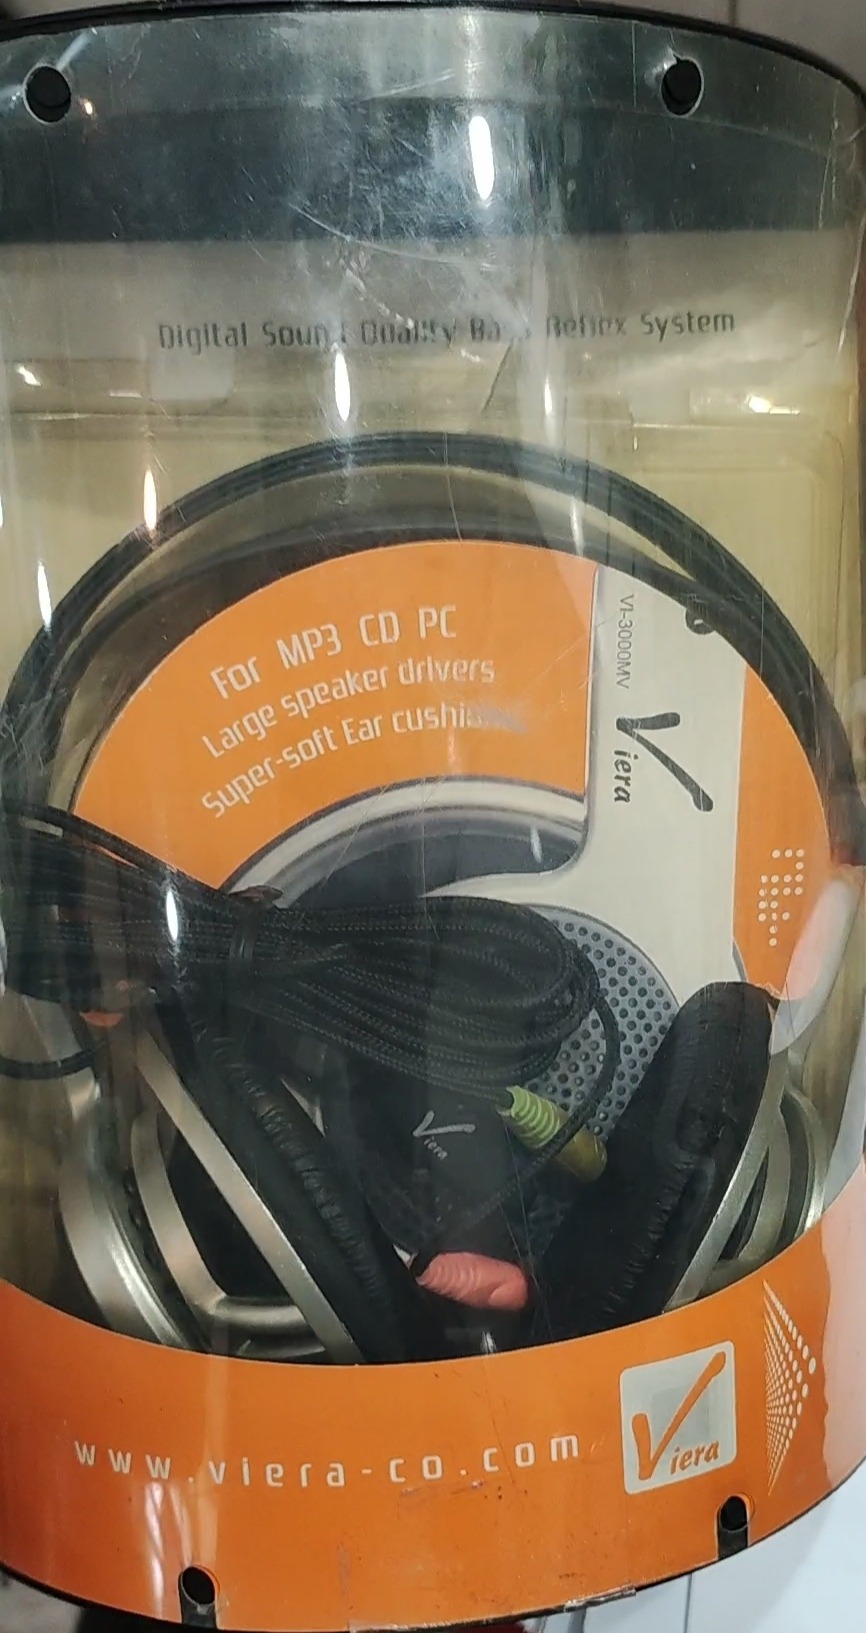 Digital Sound Quality Bass Reflex System
For MP3 CD PC
Large speaker drivers
Super-soft Ear
VI-3000MV
Viera
Viera
www.viera-co.com
Viera